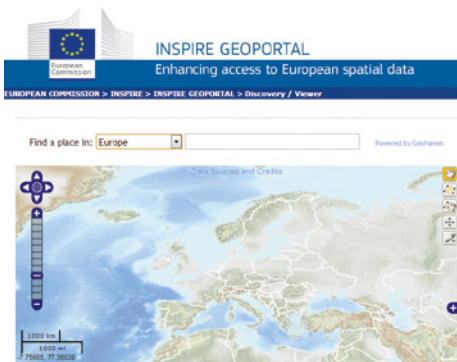 European
Commission
INSPIRE GEOPORTAL
Enhancing access to European spatial data
EUROPEAN COMMISSION > INSPIRE > INSPIRE GEOPORTAL > Discovery / Viewer
Find a place in: Europe
Powered by GeoNames
Data Sources and Credits
1000 km
1000 mi